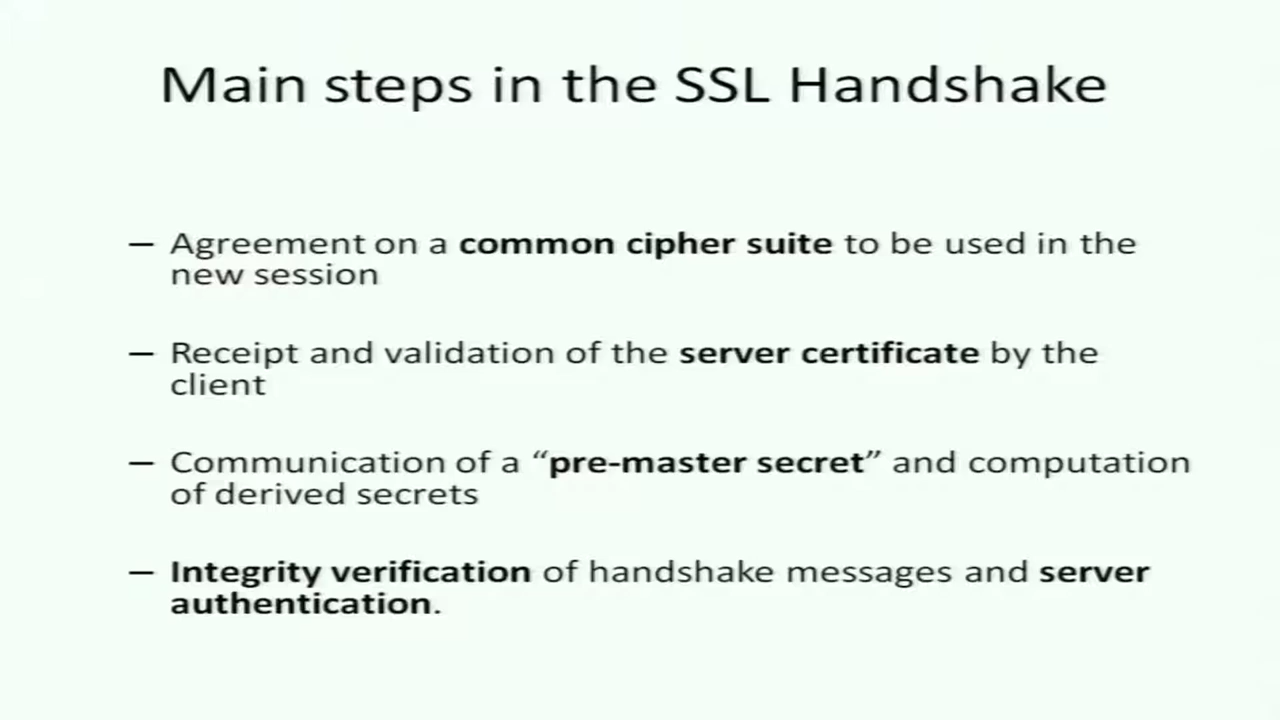 Main steps in the SSL Handshake
– Agreement on a common cipher suite to be used in the
new session
– Receipt and validation of the server certificate by the
client
– Communication of a “pre-master secret” and computation
of derived secrets
– Integrity verification of handshake messages and server
authentication.